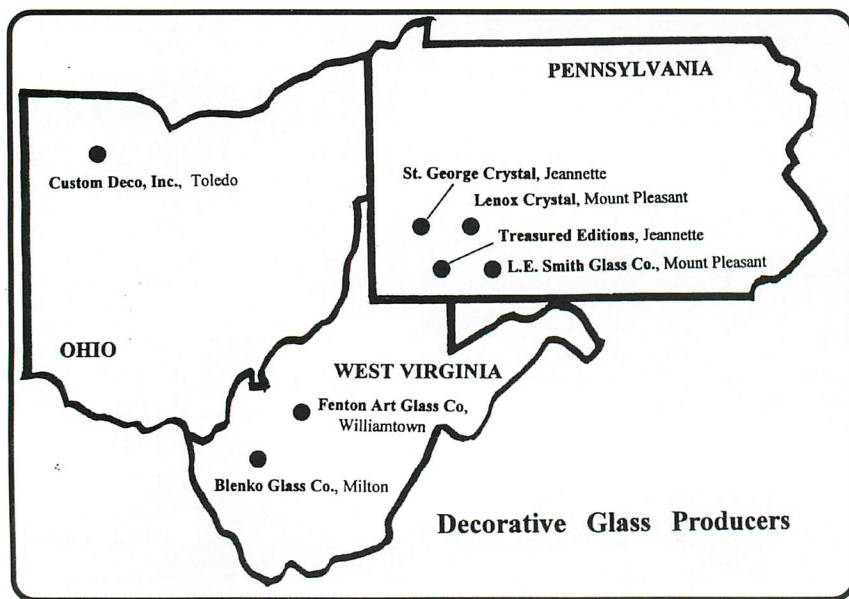 PENNSYLVANIA
St. George Crystal, Jeannette
Lenox Crystal, Mount Pleasant
Custom Deco, Inc., Toledo
Treasured Editions, Jeannette
L.E. Smith Glass Co., Mount Pleasant
OHIO
WEST VIRGINIA
Fenton Art Glass Co,
Williamtown
Blenko Glass Co., Milton
Decorative Glass Producers